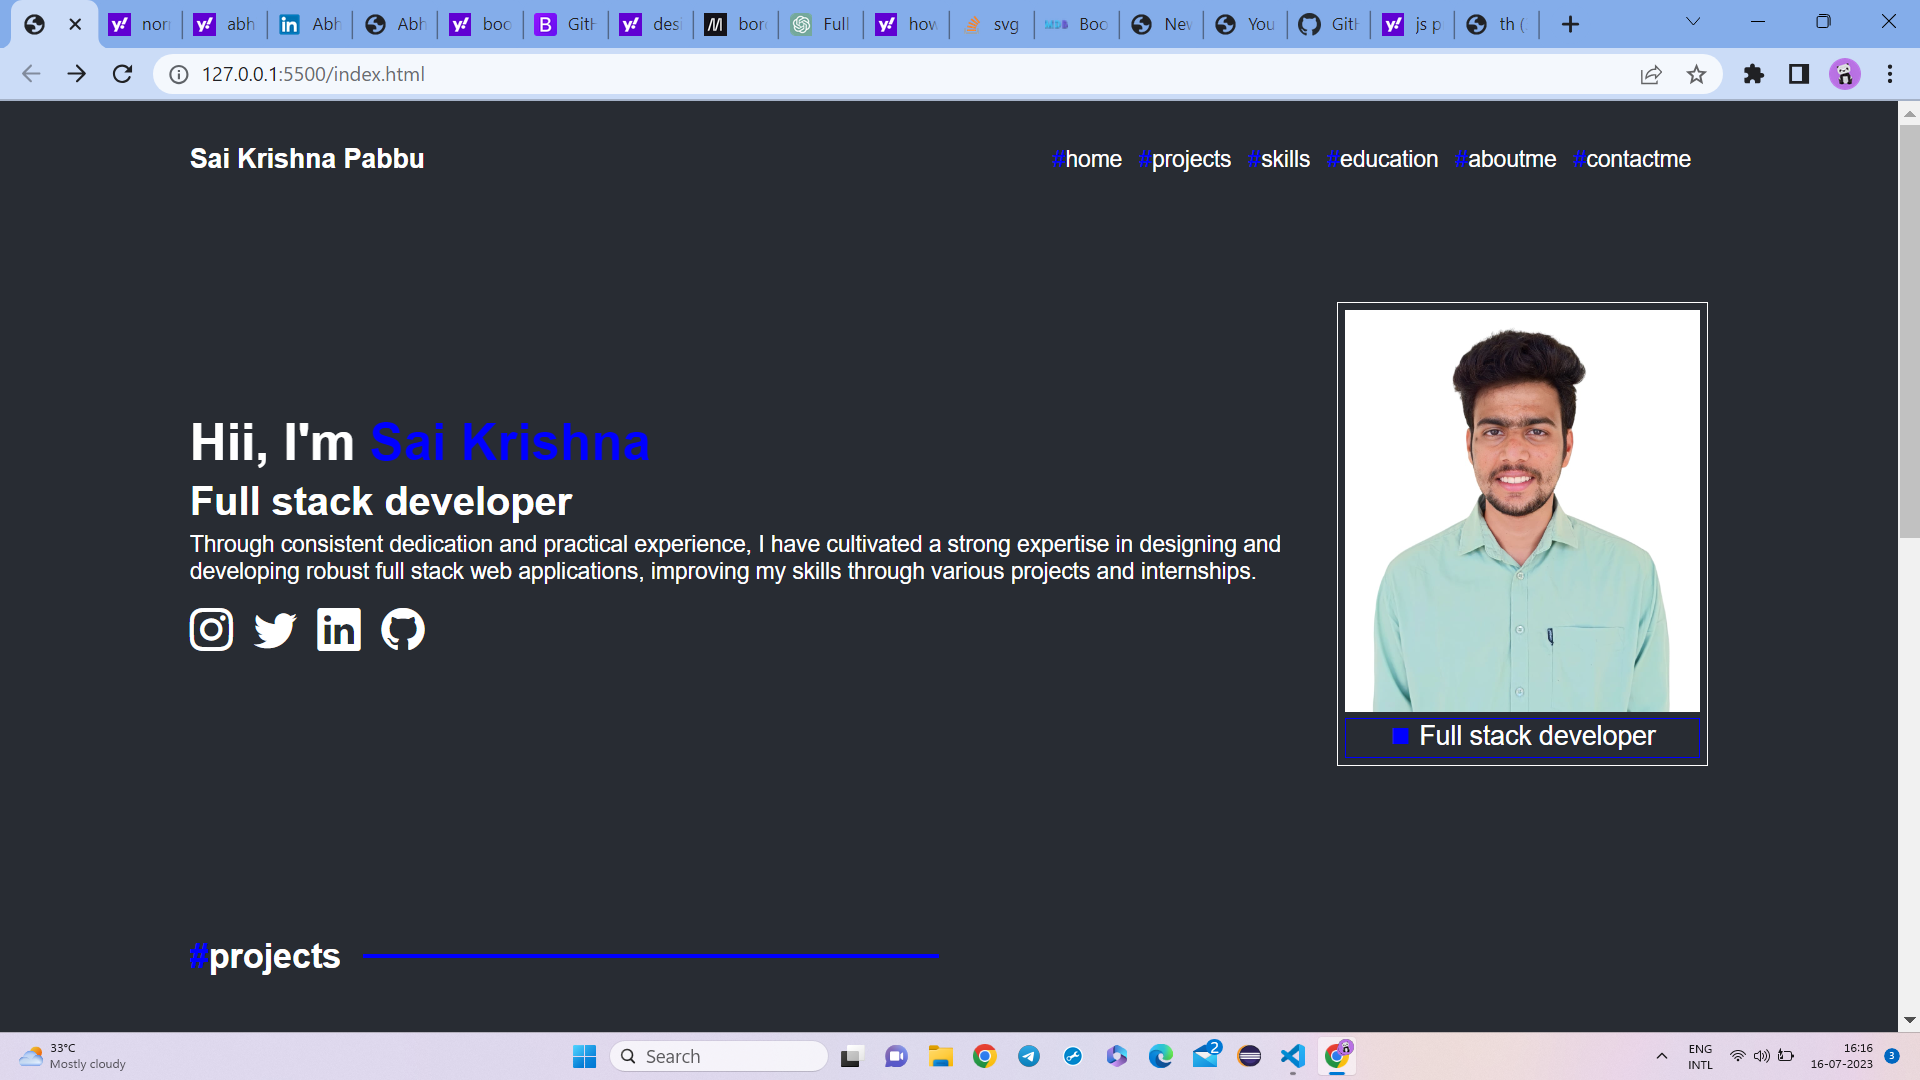 nor
abh
Abh
Abh
boo
GitH
desi
bor
Full
how
svg
Boo
Nev
You
GitH
js p
th (
127.0.0.1:5500/index.html
Sai Krishna Pabbu
#home #projects #skills #education #aboutme #contactme
Hii, I'm Sai Krishna
Full stack developer
Through consistent dedication and practical experience, I have cultivated a strong expertise in designing and
developing robust full stack web applications, improving my skills through various projects and internships.
Full stack developer
#projects
33°C
Mostly cloudy
Search
2
ENG
INTL
16:16
16-07-2023
3